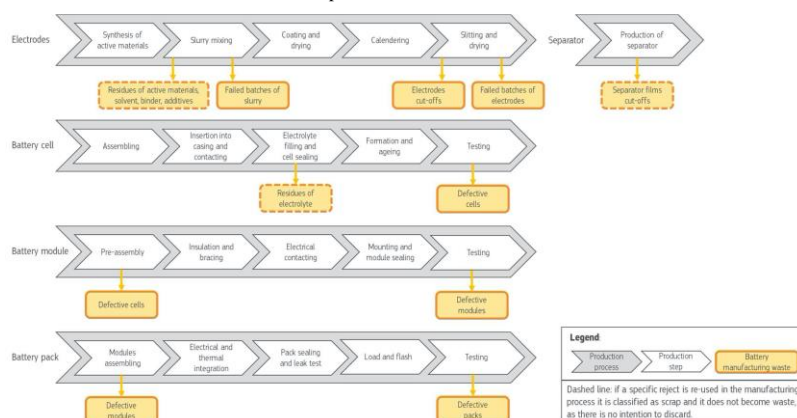 Electrodes
Synthesis of
active materials
Slurry mixing
Coating and
drying
Calendering
Slitting and
drying
Separator
Production of
separator
Residues of active materials,
solvent, binder, additives
Failed batches of
slurry
Electrodes
cut-offs
Failed batches of
electrodes
Separator films
cut-offs
Battery cell
Assembling
Insertion into
casing and
contacting
Electrolyte
filling and
cell sealing
Formation and
ageing
Testing
Residues of
electrolyte
Defective
cells
Battery module
Pre-assembly
Insulation and
bracing
Electrical
contacting
Mounting and
module sealing
Testing
Defective cells
Defective
modules
Battery pack
Modules
assembling
Electrical and
thermal
integration
Pack sealing
and leak test
Load and flash
Testing
Defective
modules
Defective
packs
Legend
Production
process
Production
step
Battery
manufacturing waste
Dashed line: if a specific reject is re-used in the manufacturing
process it is classified as scrap and it does not become waste,
as there is no intention to discard.